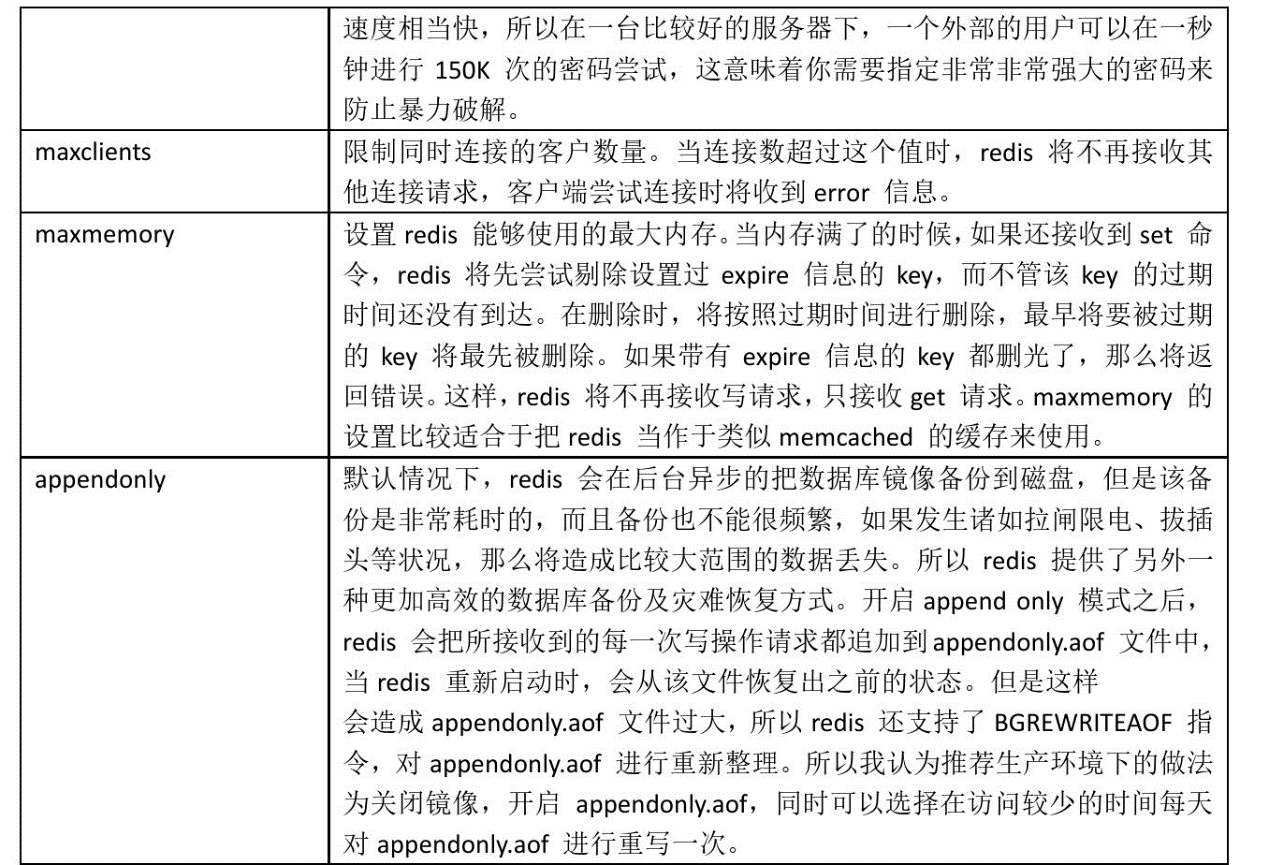 速度相当快，所以在一台比较好的服务器下，一个外部的用户可以在一秒
钟进行 150K 次的密码尝试，这意味着你需要指定非常非常强大的密码来
防止暴力破解。
maxclients
限制同时连接的客户数量。当连接数超过这个值时，redis 将不再接收其
他连接请求，客户端尝试连接时将收到 error 信息。
maxmemory
设置 redis 能够使用的最大内存。当内存满了的时候，如果还接收到 set 命
令，redis 将先尝试剔除设置过 expire 信息的 key，而不管该 key 的过期
时间还没有到达。在删除时，将按照过期时间进行删除，最早将要被过期
的 key 将最先被删除。如果带有 expire 信息的 key 都删光了，那么将返
回错误。这样，redis 将不再接收写请求，只接收 get 请求。maxmemory 的
设置比较适合于把 redis 当作于类似 memcached 的缓存来使用。
appendonly
默认情况下，redis 会在后台异步的把数据库镜像备份到磁盘，但是该备
份是非常耗时的，而且备份也不能很频繁，如果发生诸如拉闸限电、拔插
头等状况，那么将造成比较大范围的数据丢失。所以 redis 提供了另外一
种更加高效的数据库备份及灾难恢复方式。开启 append only 模式之后，
redis 会把所接收到的每一次写操作请求都追加到 appendonly.aof 文件中，
当 redis 重新启动时，会从该文件恢复出之前的状态。但是这样
会造成 appendonly.aof 文件过大，所以 redis 还支持了 BGREWRITEAOF 指
令，对 appendonly.aof 进行重新整理。所以我认为推荐生产环境下的做法
为关闭镜像，开启 appendonly.aof，同时可以选择在访问较少的时间每天
对 appendonly.aof 进行重写一次。